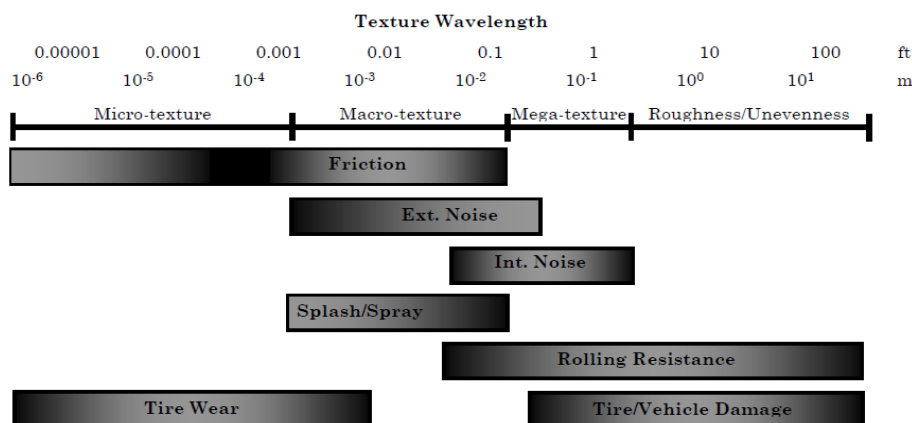 Texture Wavelength
0.00001 0.0001 0.001 0.01 0.1 1 10 100 ft
10⁻⁶ 10⁻⁵ 10⁻⁴ 10⁻³ 10⁻² 10⁻¹ 10⁰ 10¹ m
Micro-texture Macro-texture Mega-texture Roughness/Unevenness
Friction
Ext. Noise
Int. Noise
Splash/Spray
Rolling Resistance
Tire Wear Tire/Vehicle Damage